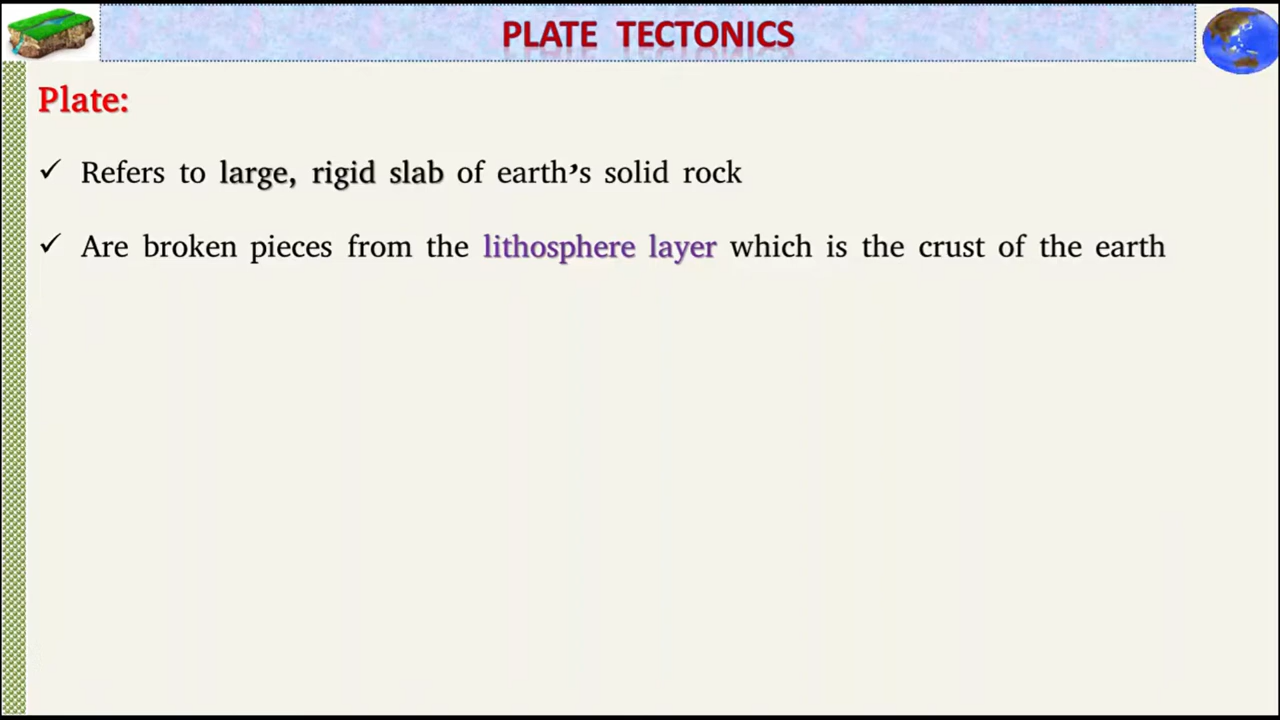 PLATE TECTONICS
Plate:
✓ Refers to large, rigid slab of earth’s solid rock
✓ Are broken pieces from the lithosphere layer which is the crust of the earth